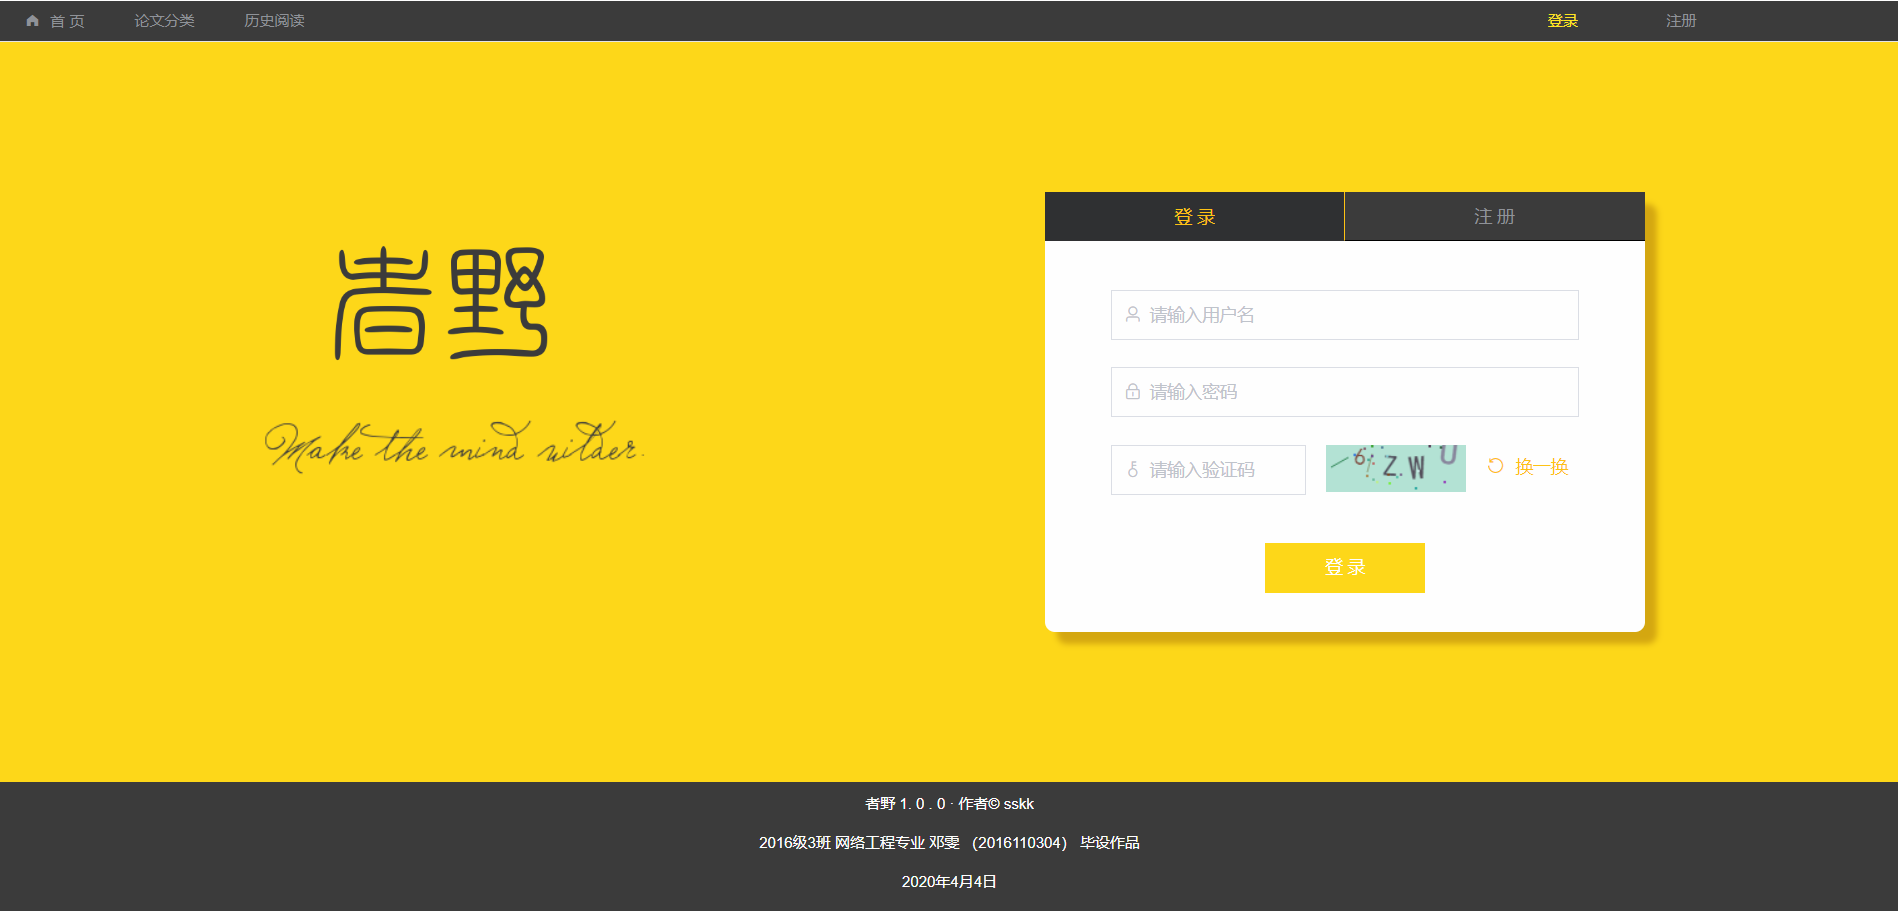 首 页 论文分类 历史阅读 登录 注册
者野
Make the mind wilder.
登 录 注 册
请输入用户名
请输入密码
请输入验证码 6 Z W U 换一换
登 录
者野 1. 0 . 0 · 作者© sskk
2016级3班 网络工程专业 邓雯 （2016110304） 毕设作品
2020年4月4日